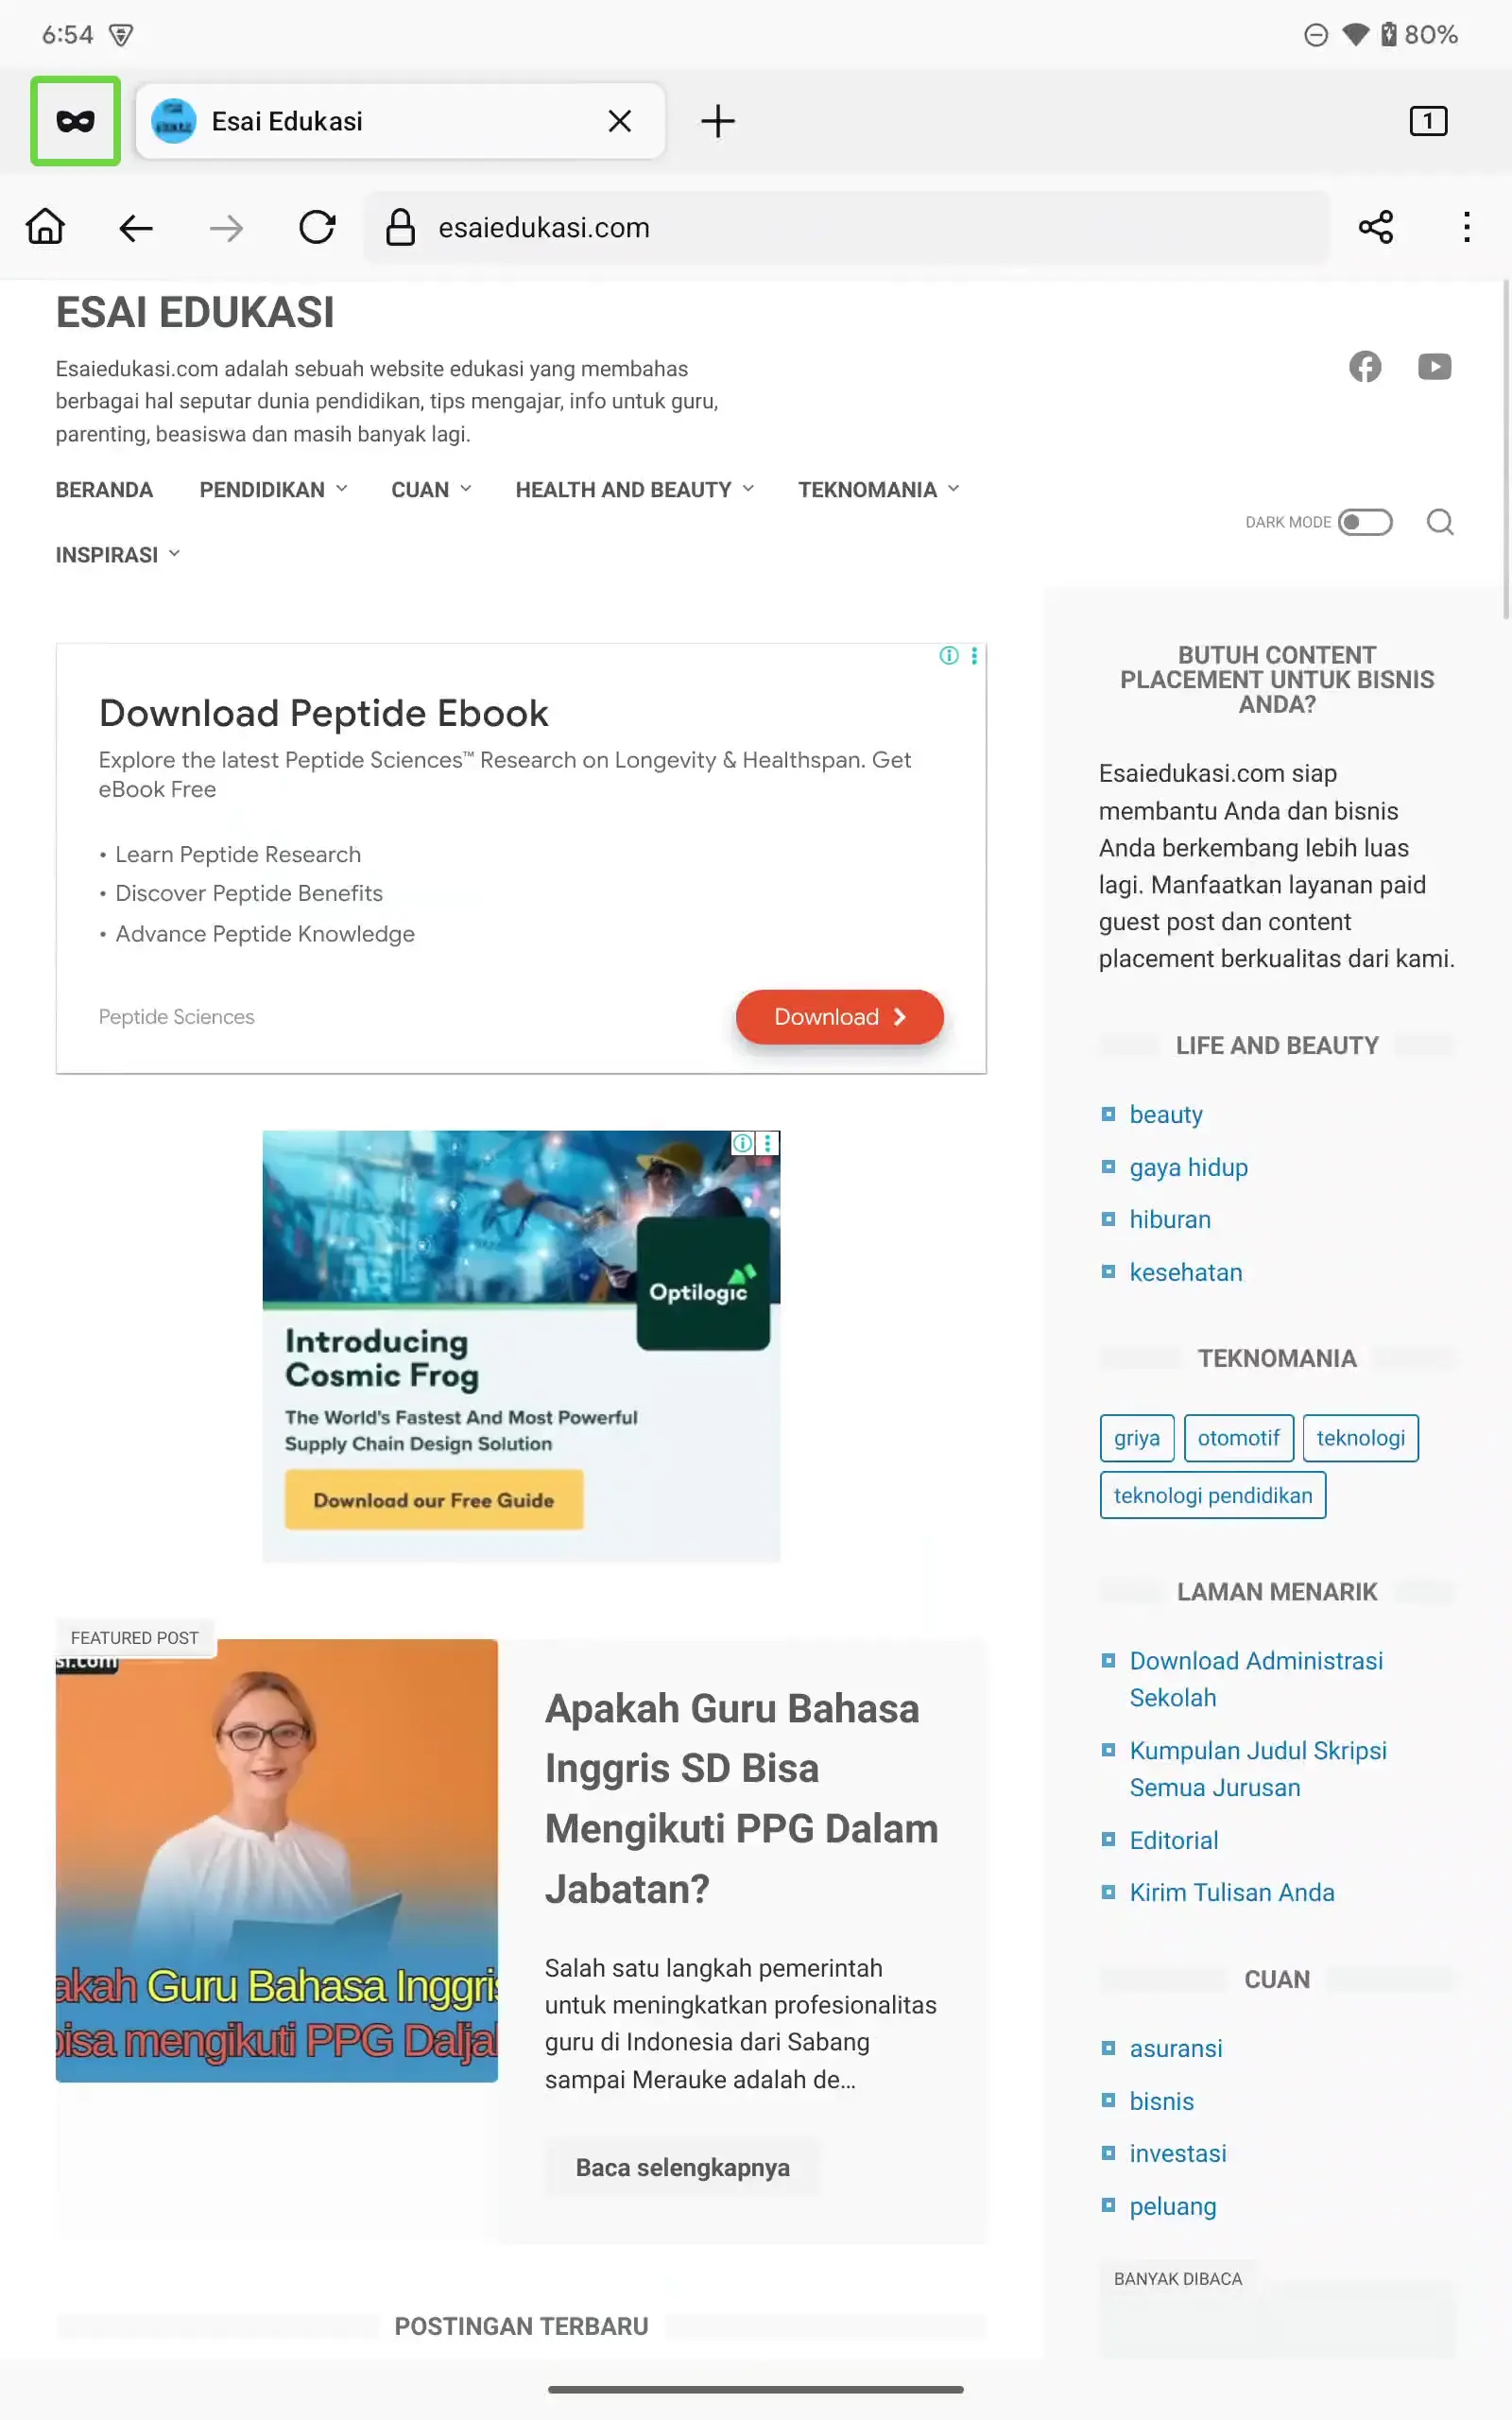 6:54
80%
Esai Edukasi
1
esaiedukasi.com
ESAI EDUKASI
Esaiedukasi.com adalah sebuah website edukasi yang membahas
berbagai hal seputar dunia pendidikan, tips mengajar, info untuk guru,
parenting, beasiswa dan masih banyak lagi.
BERANDA PENDIDIKAN CUAN HEALTH AND BEAUTY TEKNOMANIA
INSPIRASI
DARK MODE
Download Peptide Ebook
Explore the latest Peptide Sciences™ Research on Longevity & Healthspan. Get
eBook Free
• Learn Peptide Research
• Discover Peptide Benefits
• Advance Peptide Knowledge
Peptide Sciences
Download
Optilogic
Introducing
Cosmic Frog
The World's Fastest And Most Powerful
Supply Chain Design Solution
Download our Free Guide
FEATURED POST
si.com
akah Guru Bahasa Inggris
bisa mengikuti PPG Daljal
Apakah Guru Bahasa
Inggris SD Bisa
Mengikuti PPG Dalam
Jabatan?
Salah satu langkah pemerintah
untuk meningkatkan profesionalitas
guru di Indonesia dari Sabang
sampai Merauke adalah de...
Baca selengkapnya
POSTINGAN TERBARU
BUTUH CONTENT
PLACEMENT UNTUK BISNIS
ANDA?
Esaiedukasi.com siap
membantu Anda dan bisnis
Anda berkembang lebih luas
lagi. Manfaatkan layanan paid
guest post dan content
placement berkualitas dari kami.
LIFE AND BEAUTY
beauty
gaya hidup
hiburan
kesehatan
TEKNOMANIA
griya otomotif teknologi
teknologi pendidikan
LAMAN MENARIK
Download Administrasi
Sekolah
Kumpulan Judul Skripsi
Semua Jurusan
Editorial
Kirim Tulisan Anda
CUAN
asuransi
bisnis
investasi
peluang
BANYAK DIBACA